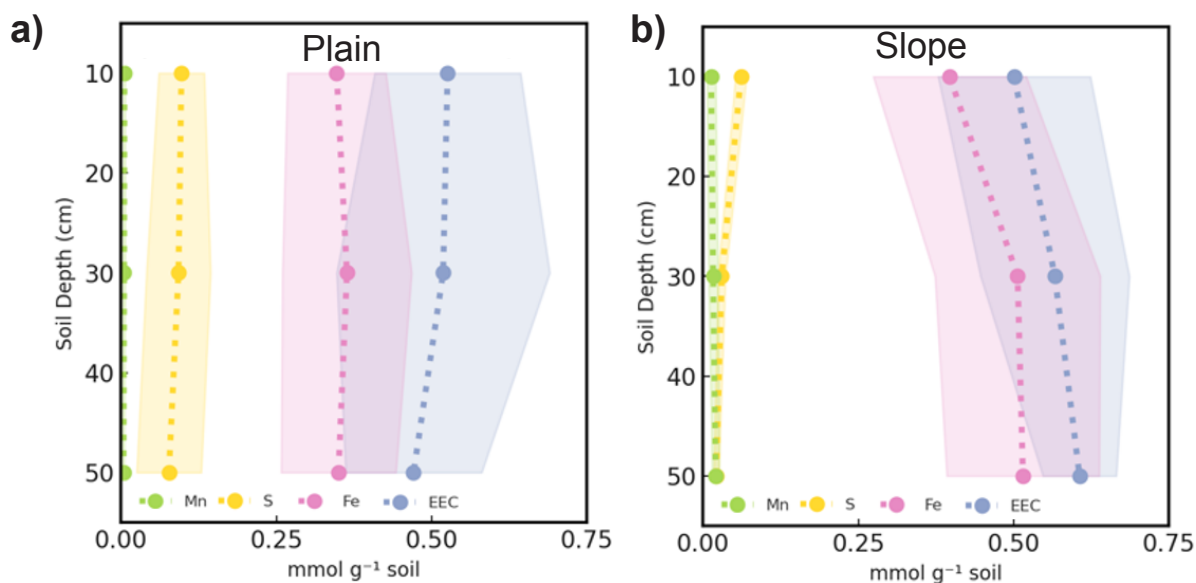 a)
Plain
10
20
30
40
50
Soil Depth (cm)
Mn S Fe EEC
0.00 0.25 0.50 0.75
mmol g⁻¹ soil
b)
Slope
10
20
30
40
50
Soil Depth (cm)
Mn S Fe EEC
0.00 0.25 0.50 0.75
mmol g⁻¹ soil